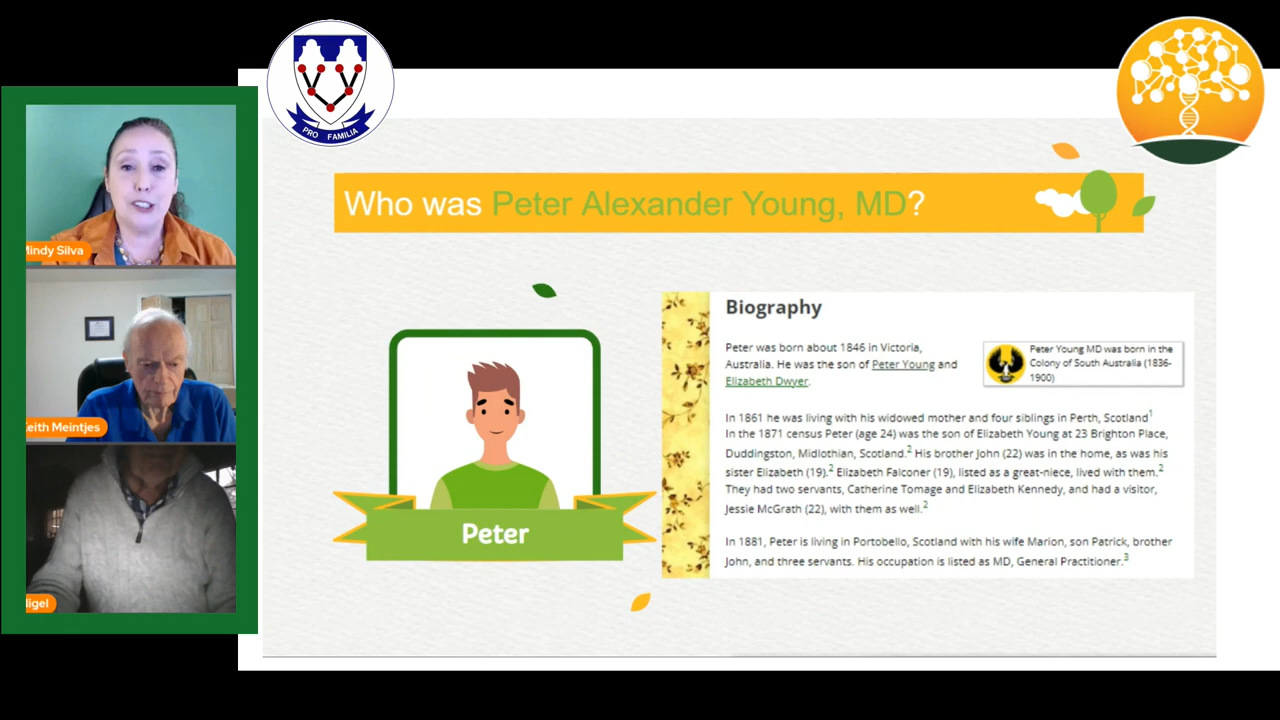 PRO FAMILIA
Who was Peter Alexander Young, MD?
Mindy Silva
Keith Meintjes
Nigel
Peter
Biography
Peter was born about 1846 in Victoria,
Australia. He was the son of Peter Young and
Elizabeth Dwyer.
Peter Young MD was born in the
Colony of South Australia (1836-
1900)
In 1861 he was living with his widowed mother and four siblings in Perth, Scotland1
In the 1871 census Peter (age 24) was the son of Elizabeth Young at 23 Brighton Place,
Duddingston, Midlothian, Scotland.2 His brother John (22) was in the home, as was his
sister Elizabeth (19).2 Elizabeth Falconer (19), listed as a great-niece, lived with them.2
They had two servants, Catherine Tomage and Elizabeth Kennedy, and had a visitor,
Jessie McGrath (22), with them as well.2
In 1881, Peter is living in Portobello, Scotland with his wife Marion, son Patrick, brother
John, and three servants. His occupation is listed as MD, General Practitioner.3